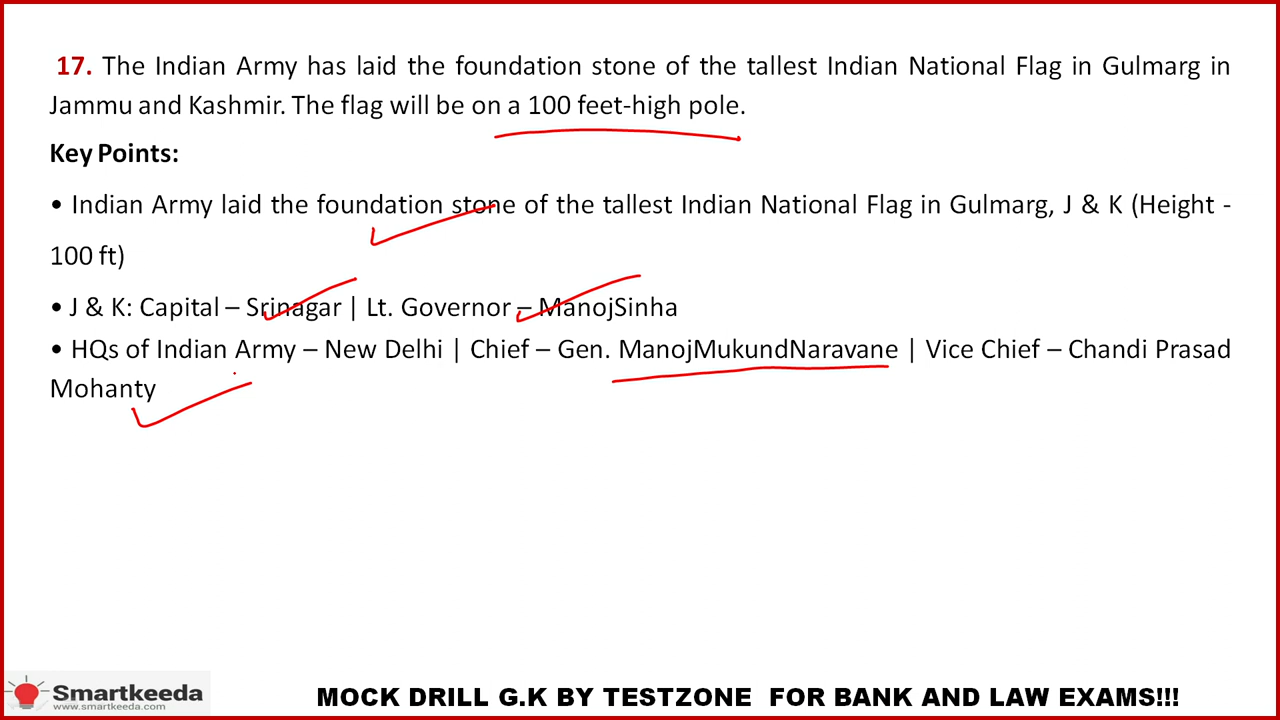 17. The Indian Army has laid the foundation stone of the tallest Indian National Flag in Gulmarg in
Jammu and Kashmir. The flag will be on a 100 feet-high pole.
Key Points:
• Indian Army laid the foundation stone of the tallest Indian National Flag in Gulmarg, J & K (Height -
100 ft)
• J & K: Capital – Srinagar | Lt. Governor – ManojSinha
• HQs of Indian Army – New Delhi | Chief – Gen. ManojMukundNaravane | Vice Chief – Chandi Prasad
Mohanty
Smartkeeda
www.smartkeeda.com
MOCK DRILL G.K BY TESTZONE FOR BANK AND LAW EXAMS!!!